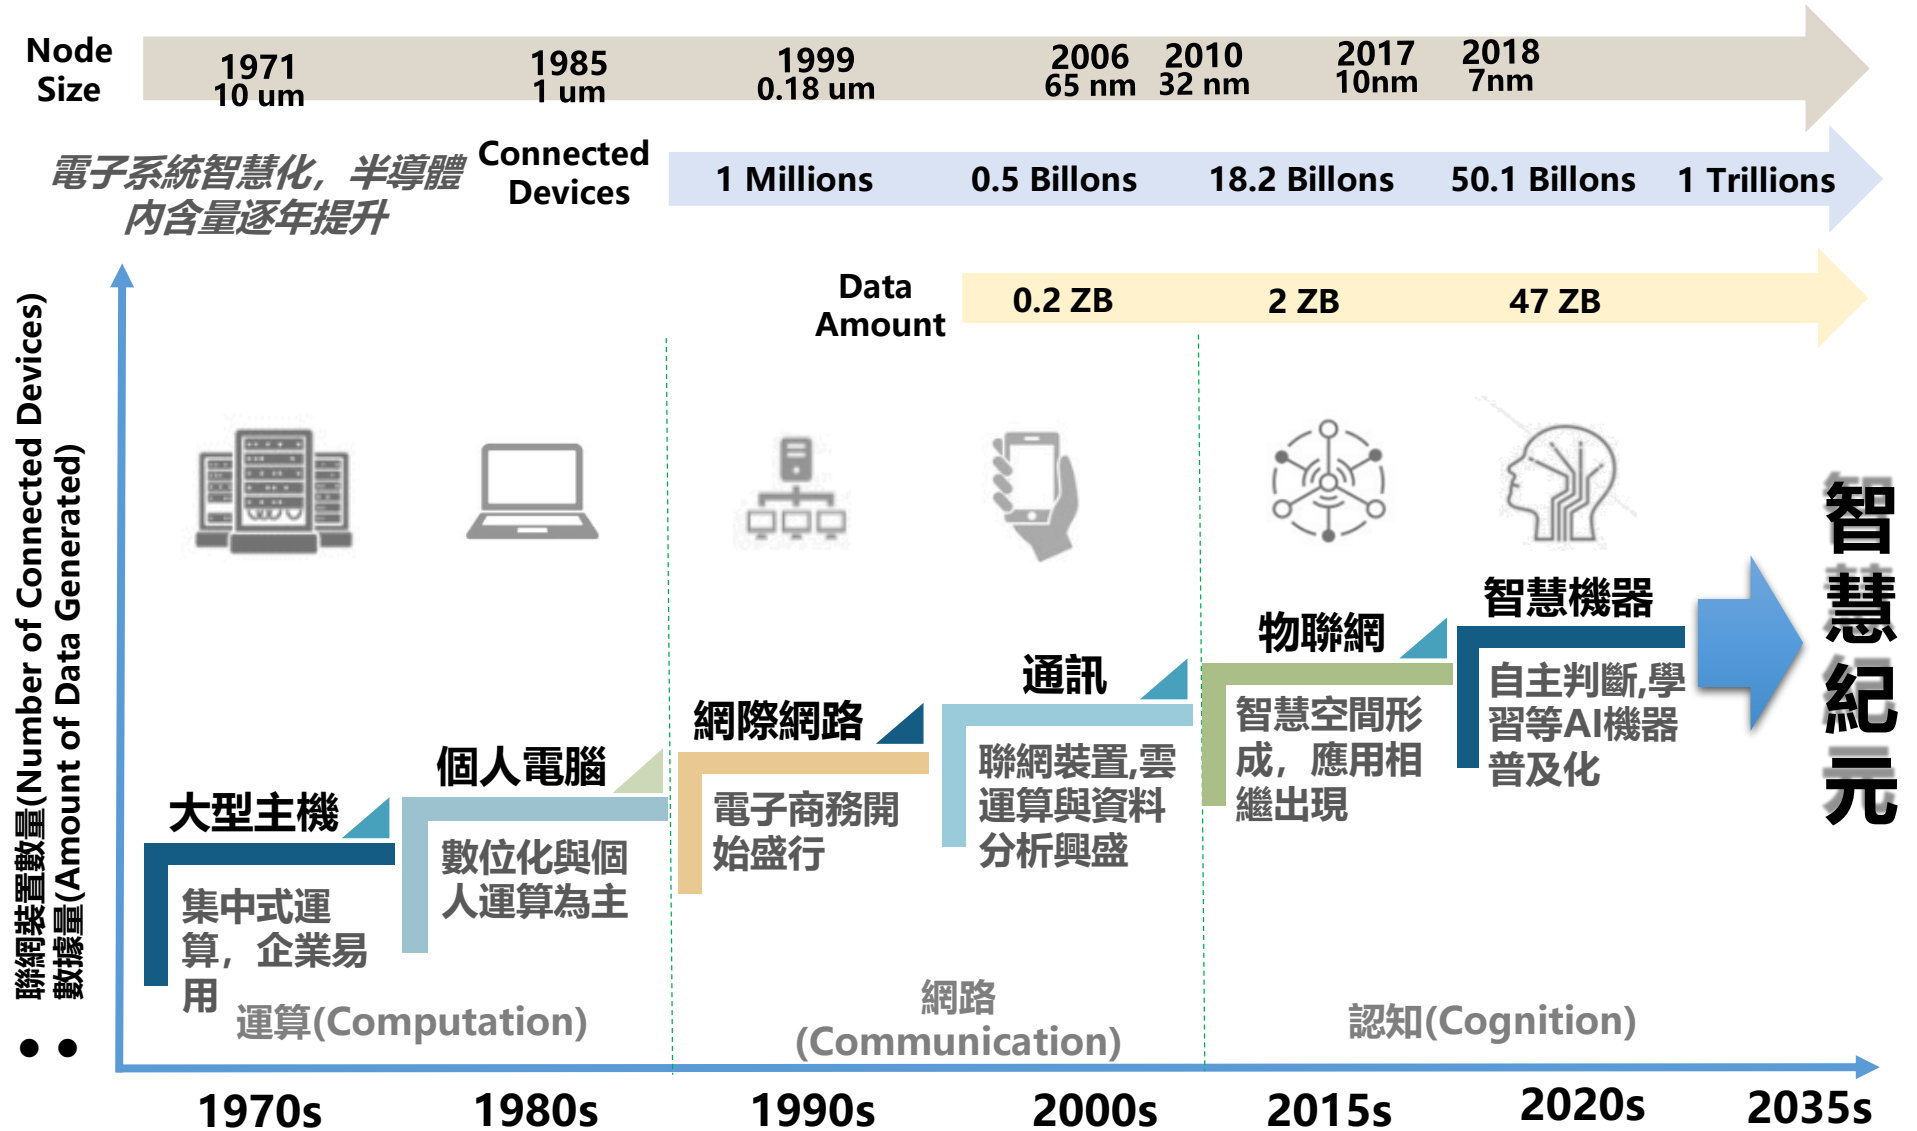 Node
Size
1971
10 um
1985
1 um
1999
0.18 um
2006
65 nm
2010
32 nm
2017
10nm
2018
7nm
電子系統智慧化，半導體
內含量逐年提升
Connected
Devices
1 Millions
0.5 Billons
18.2 Billons
50.1 Billons
1 Trillions
Data
Amount
0.2 ZB
2 ZB
47 ZB
● 聯網裝置數量(Number of Connected Devices)
● 數據量(Amount of Data Generated)
大型主機
集中式運
算，企業易
用
個人電腦
數位化與個
人運算為主
網際網路
電子商務開
始盛行
通訊
聯網裝置,雲
運算與資料
分析興盛
物聯網
智慧空間形
成，應用相
繼出現
智慧機器
自主判斷,學
習等AI機器
普及化
智慧紀元
運算(Computation)
網路
(Communication)
認知(Cognition)
1970s
1980s
1990s
2000s
2015s
2020s
2035s